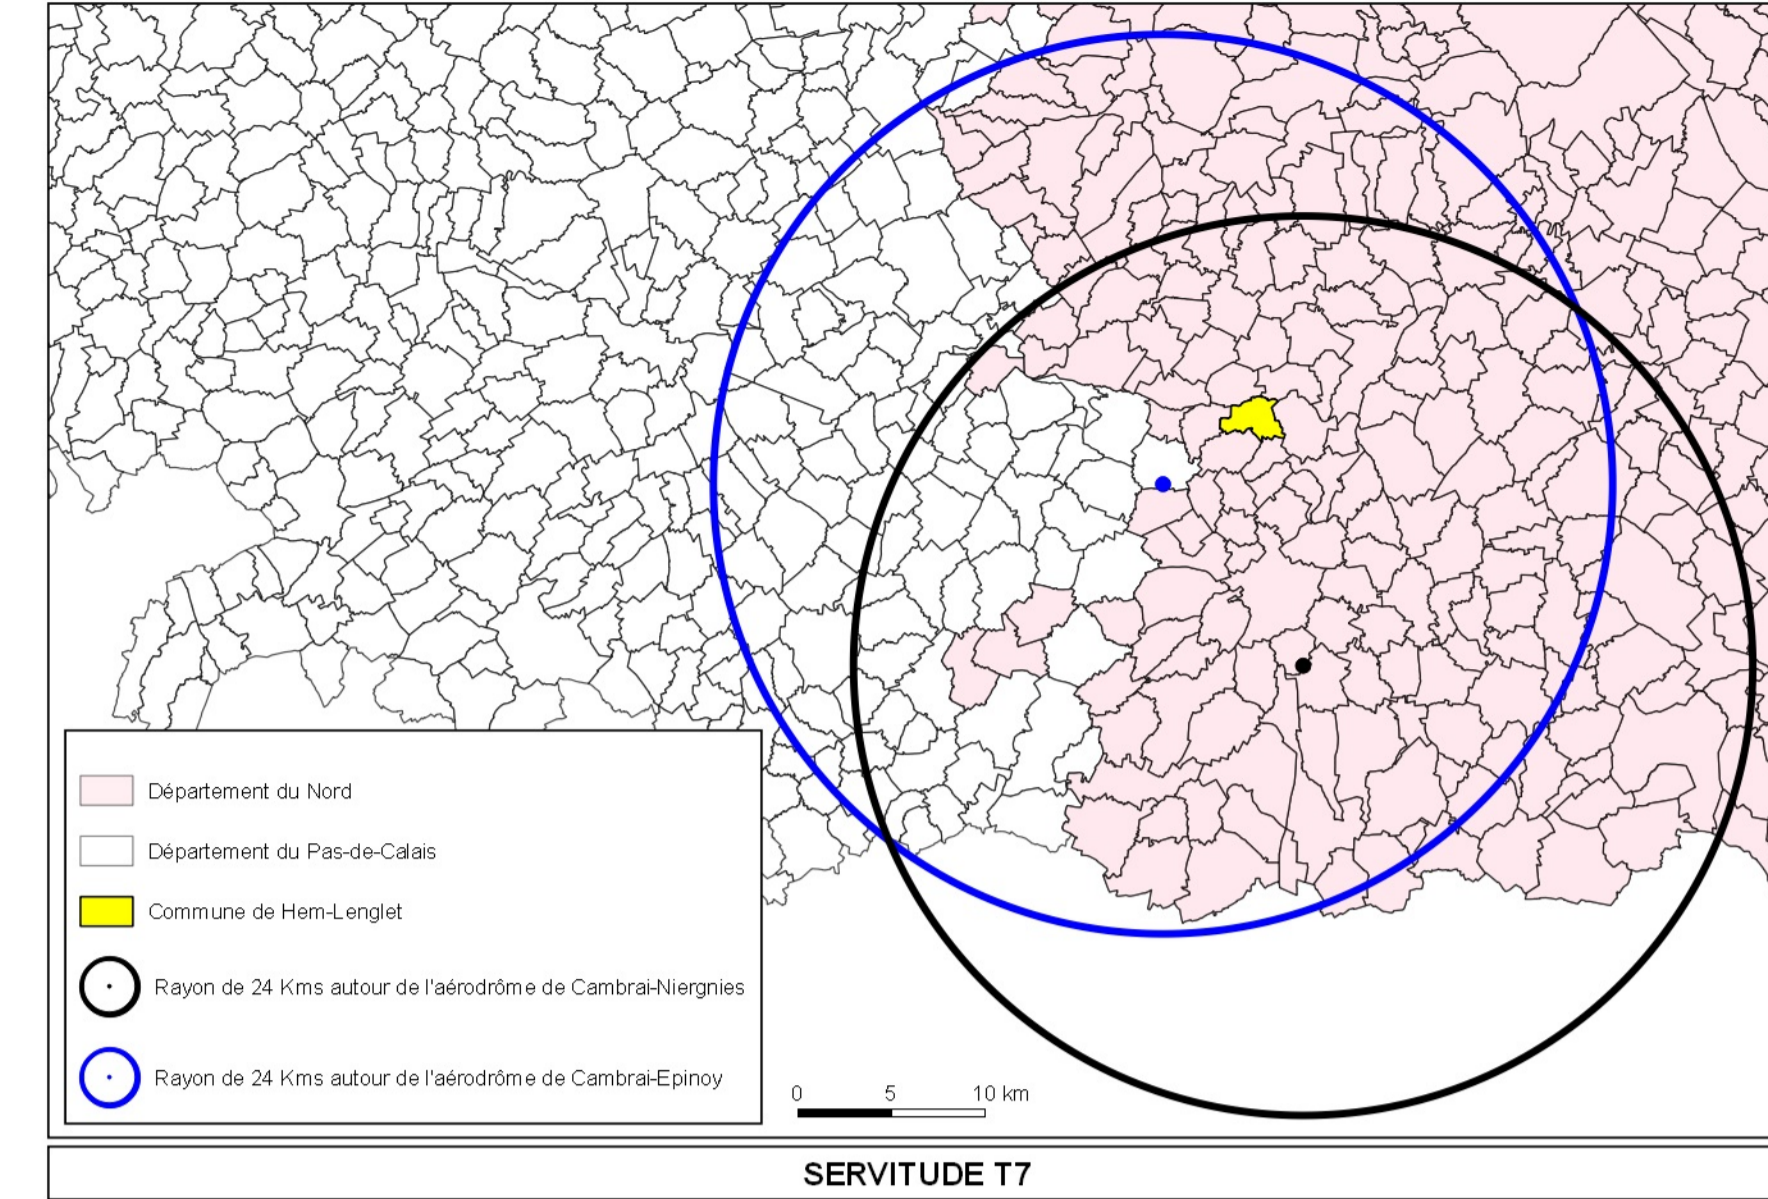 Département du Nord
Département du Pas-de-Calais
Commune de Hem-Lenglet
Rayon de 24 Kms autour de l'aérodrôme de Cambrai-Niergnies
Rayon de 24 Kms autour de l'aérodrôme de Cambrai-Epinoy
0 5 10 km
SERVITUDE T7